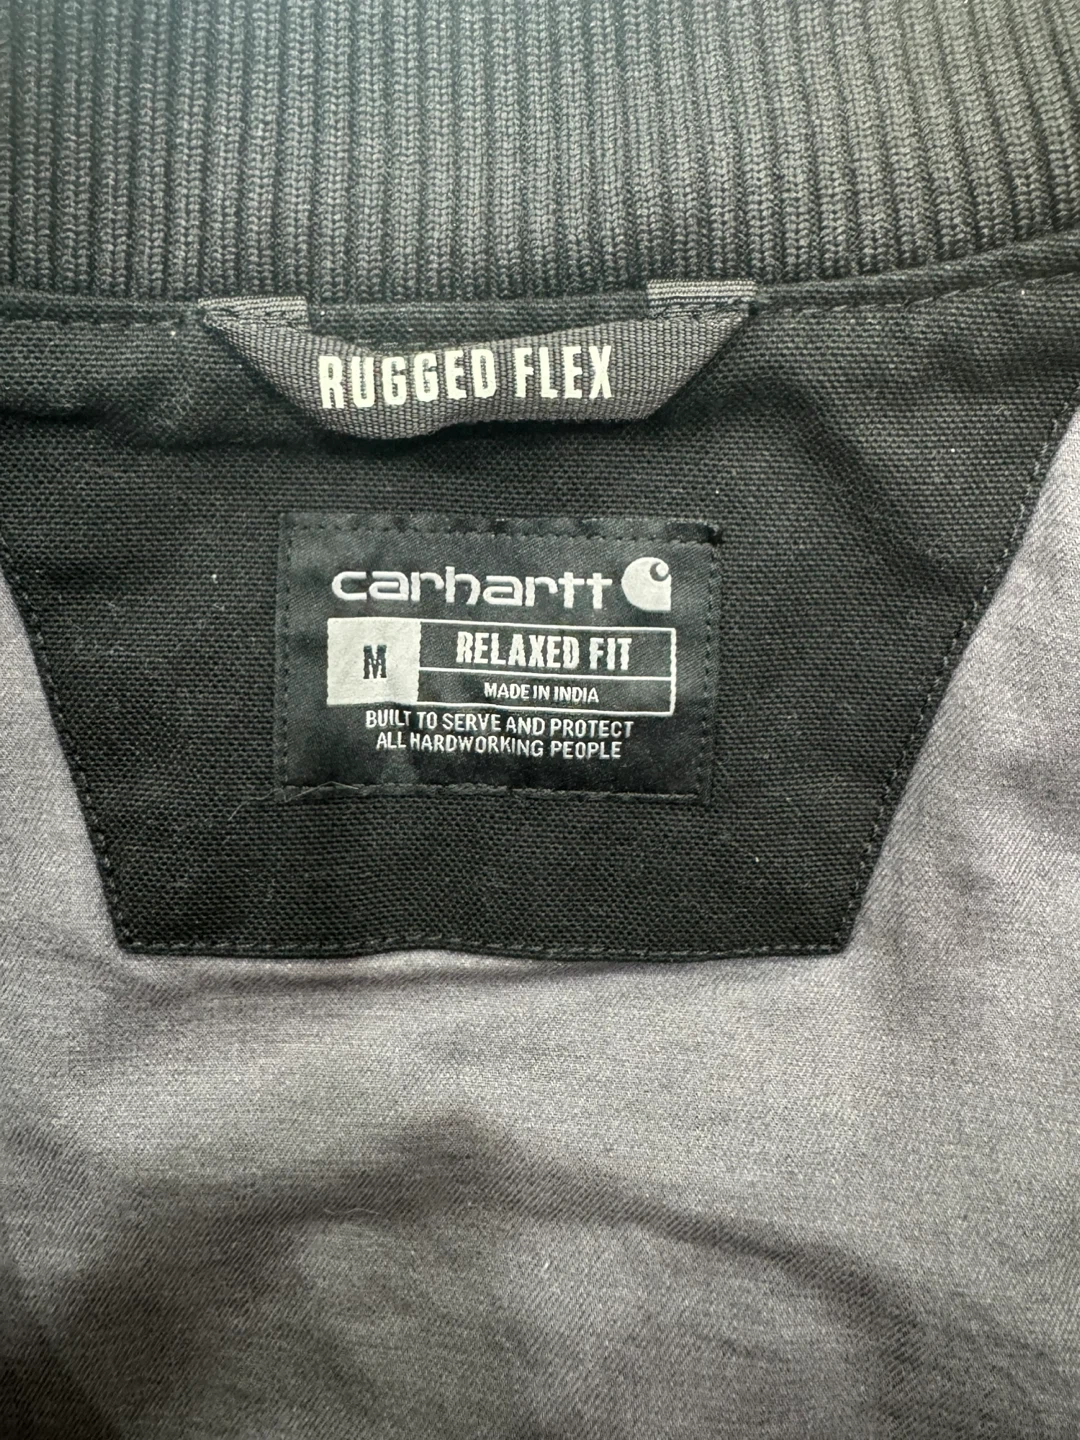 RUGGED FLEX
carhartt
M
RELAXED FIT
MADE IN INDIA
BUILT TO SERVE AND PROTECT
ALL HARDWORKING PEOPLE